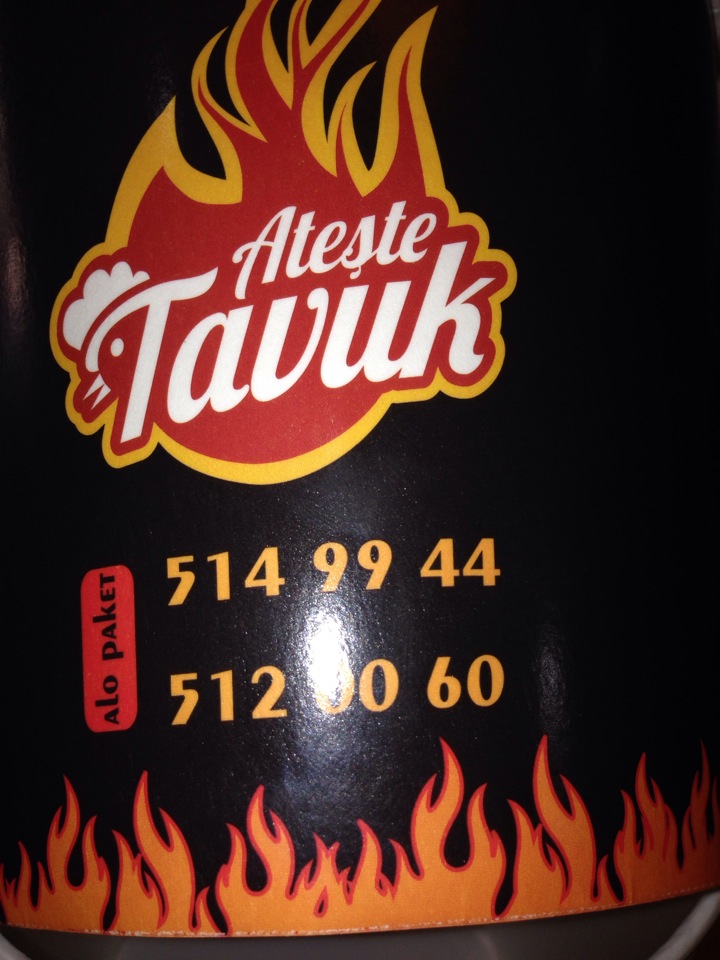 Ateşte
Tavuk
ALO PAKET
514 99 44
512 60